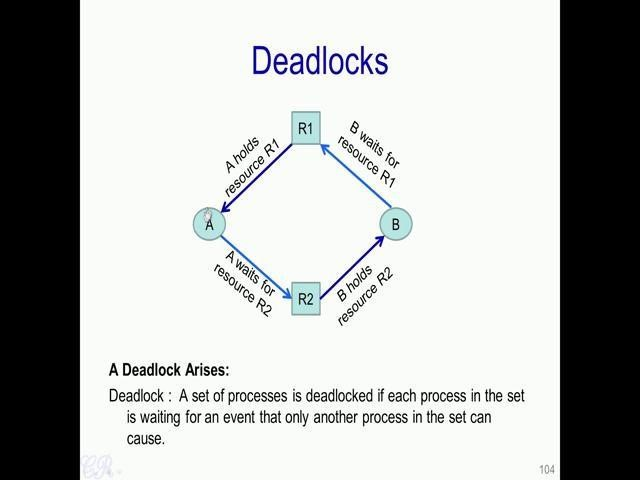 Deadlocks
R1
A holds
resource R1
B waits for
resource R1
A
B
A waits for
resource R2
R2
B holds
resource R2
A Deadlock Arises:
Deadlock : A set of processes is deadlocked if each process in the set
is waiting for an event that only another process in the set can
cause.
CR
104